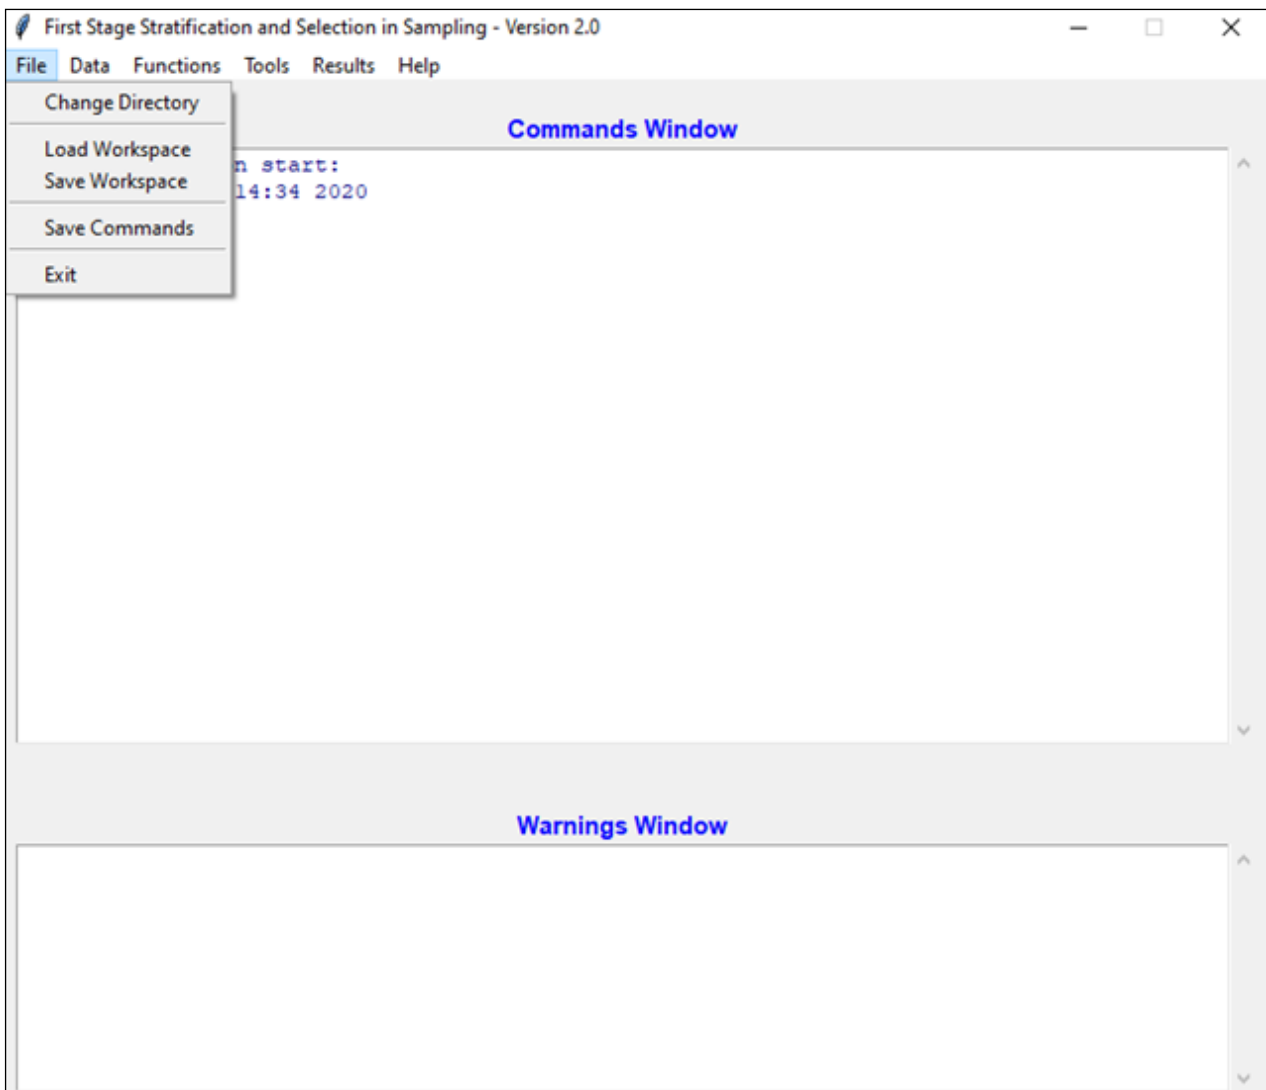 First Stage Stratification and Selection in Sampling - Version 2.0
File Data Functions Tools Results Help
Change Directory
Load Workspace
Save Workspace
Save Commands
Exit
Commands Window
start:
14:34 2020
Warnings Window